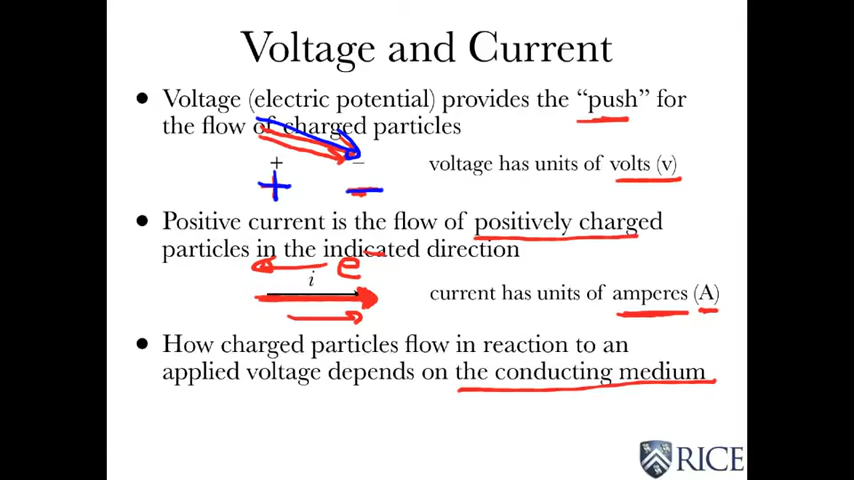 Voltage and Current
• Voltage (electric potential) provides the “push” for
the flow of charged particles
+ – voltage has units of volts (v)
+ –
• Positive current is the flow of positively charged
particles in the indicated direction
e⁻
i
current has units of amperes (A)
• How charged particles flow in reaction to an
applied voltage depends on the conducting medium
RICE